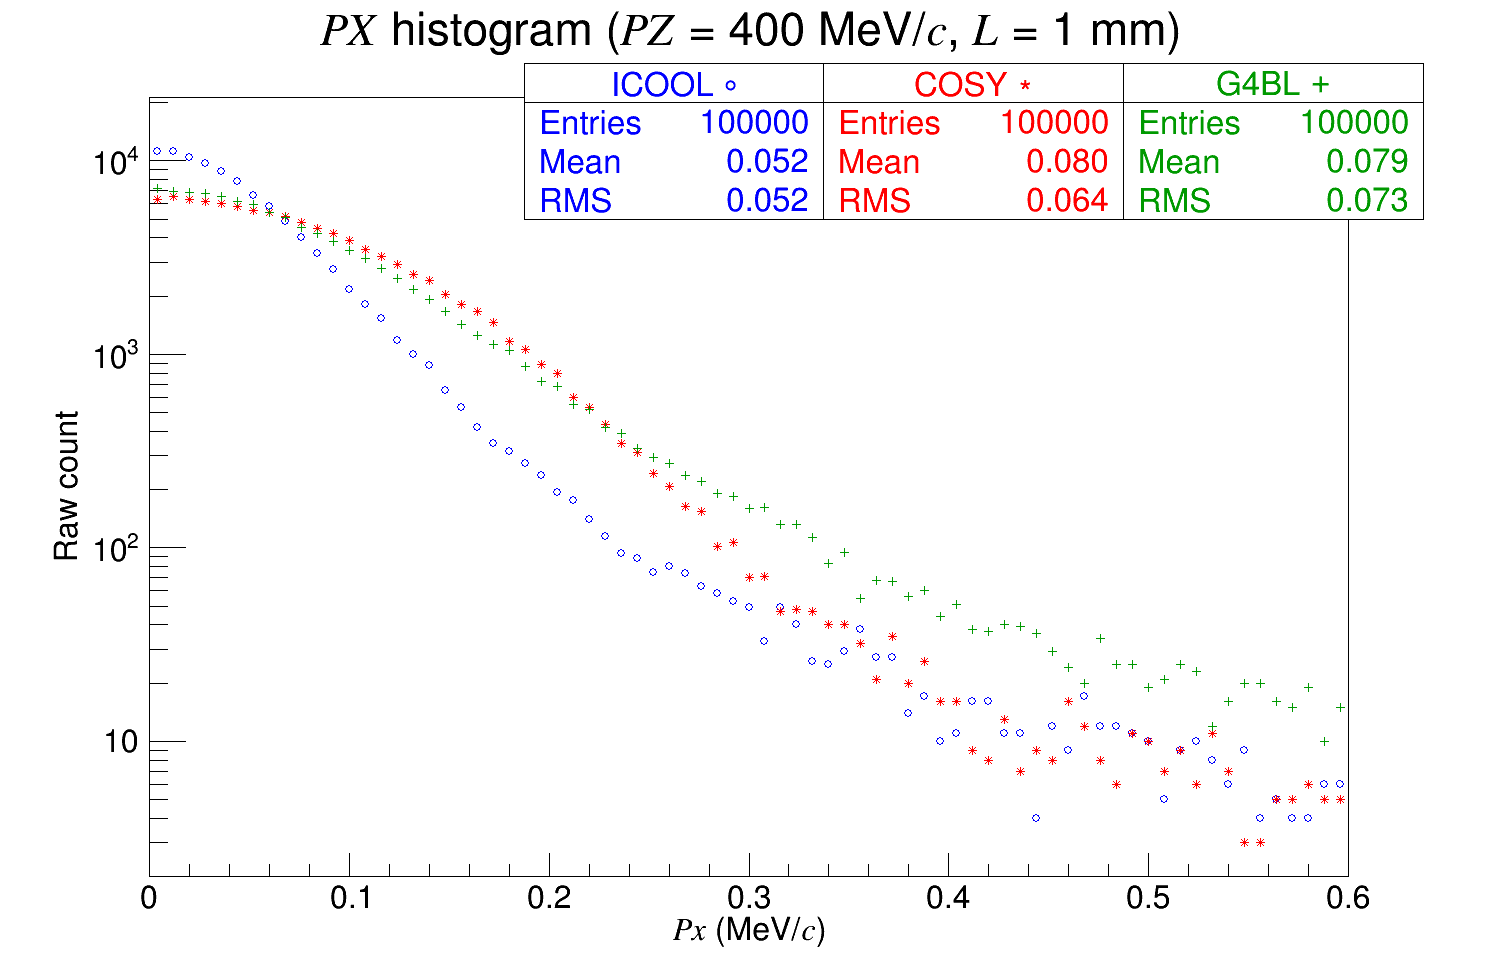 PX histogram (PZ = 400 MeV/c, L = 1 mm)
ICOOL COSY * G4BL +
Entries 100000 Entries 100000 Entries 100000
Mean 0.052 Mean 0.080 Mean 0.079
RMS 0.052 RMS 0.064 RMS 0.073
Raw count
10⁴
10³
10²
10
0 0.1 0.2 0.3 0.4 0.5 0.6
Px (MeV/c)